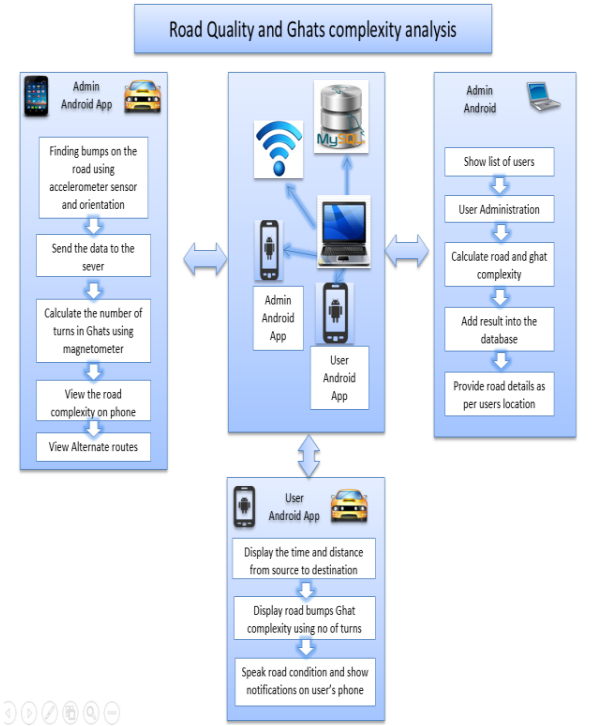 Road Quality and Ghats complexity analysis
Admin
Android App
Finding bumps on the
road using
accelerometer sensor
and orientation
Send the data to the
sever
Calculate the number of
turns in Ghats using
magnetometer
View the road
complexity on phone
View Alternate routes
MySQL
Admin
Android
App
User
Android
App
Admin
Android
Show list of users
User Administration
Calculate road and ghat
complexity
Add result into the
database
Provide road details as
per users location
User
Android App
Display the time and distance
from source to destination
Display road bumps Ghat
complexity using no of turns
Speak road condition and show
notifications on user's phone